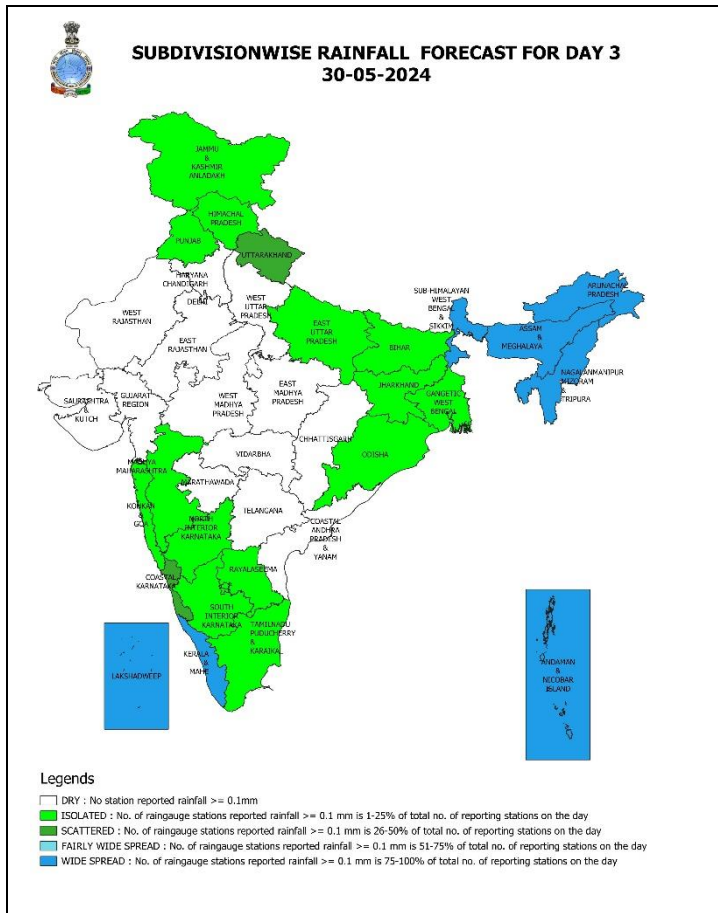 SUBDIVISIONWISE RAINFALL FORECAST FOR DAY 3
30-05-2024
JAMMU
&
KASHMIR
ANLADAKH
HIMACHAL
PRADESH
PUNJAB
UTTARAKHAND
HARYANA
CHANDIGARH
&
DELHI
WEST
UTTAR
PRADESH
WEST
RAJASTHAN
EAST
RAJASTHAN
EAST
UTTAR
PRADESH
BIHAR
SUB-HIMALAYAN
WEST
BENGAL
&
SIKKIM
ARUNACHAL
PRADESH
ASSAM
&
MEGHALAYA
NAGALANMANIPUR
MIZORAM
&
TRIPURA
JHARKHAND
GANGETIC
WEST
BENGAL
SAURASHTRA
&
KUTCH
GUJARAT
REGION
WEST
MADHYA
PRADESH
EAST
MADHYA
PRADESH
CHHATTISGARH
ODISHA
VIDARBHA
MADHYA
MAHARASHTRA
MARATHAWADA
KONKAN
&
GOA
NORTH
INTERIOR
KARNATAKA
TELANGANA
COASTAL
ANDHRA
PRADESH
&
YANAM
RAYALASEEMA
COASTAL
KARNATAKA
SOUTH
INTERIOR
KARNATAKA
TAMILNADU
PUDUCHERRY
&
KARAIKAL
KERALA
&
MAHE
LAKSHADWEEP
ANDAMAN
&
NICOBAR
ISLAND
Legends
DRY : No station reported rainfall >= 0.1mm
ISOLATED : No. of raingauge stations reported rainfall >= 0.1 mm is 1-25% of total no. of reporting stations on the day
SCATTERED : No. of raingauge stations reported rainfall >= 0.1 mm is 26-50% of total no. of reporting stations on the day
FAIRLY WIDE SPREAD : No. of raingauge stations reported rainfall >= 0.1 mm is 51-75% of total no. of reporting stations on the day
WIDE SPREAD : No. of raingauge stations reported rainfall >= 0.1 mm is 75-100% of total no. of reporting stations on the day